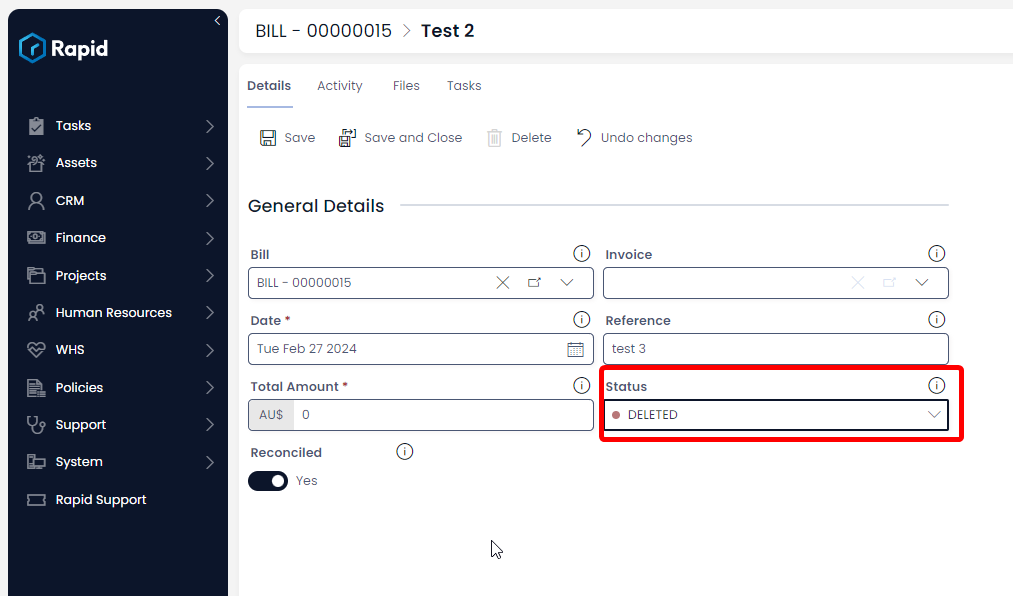 Rapid
Tasks
Assets
CRM
Finance
Projects
Human Resources
WHS
Policies
Support
System
Rapid Support
BILL - 00000015 > Test 2
Details Activity Files Tasks
Save Save and Close Delete Undo changes
General Details
Bill Invoice
BILL - 00000015
Date * Reference
Tue Feb 27 2024 test 3
Total Amount * Status
AU$ 0 DELETED
Reconciled
Yes